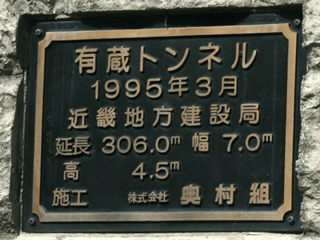 有蔵トンネル
1995年3月
近畿地方建設局
延長 306.0m 幅 7.0m
高 4.5m
施工 株式会社 奥村組